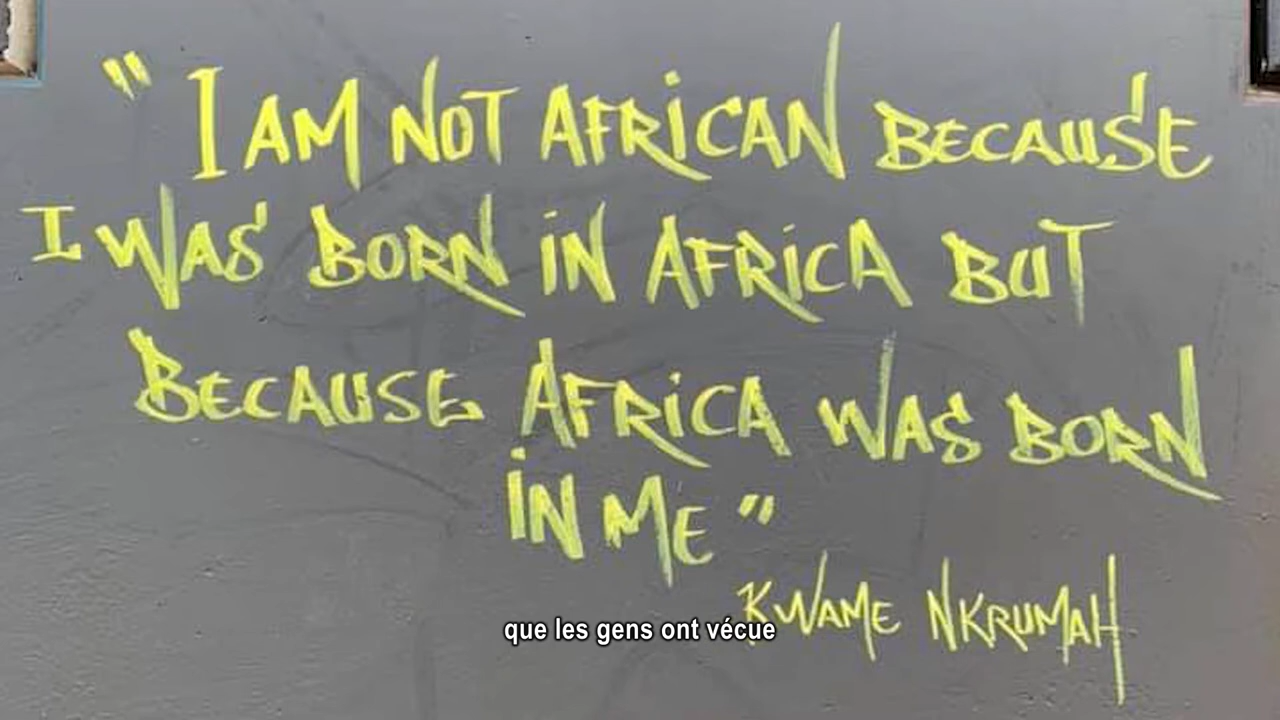 “ I AM NOT AFRICAN BECAUSE
I WAS BORN IN AFRICA BUT
BECAUSE AFRICA WAS BORN
IN ME ”
KWAME NKRUMAH
que les gens ont vécue